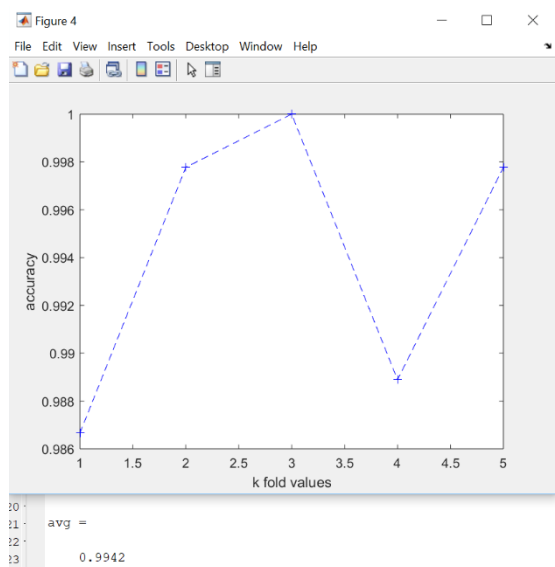 Figure 4
File Edit View Insert Tools Desktop Window Help
1
0.998
0.996
0.994
0.992
0.99
0.988
0.986
accuracy
1 1.5 2 2.5 3 3.5 4 4.5 5
k fold values
20
21 avg =
22
23 0.9942